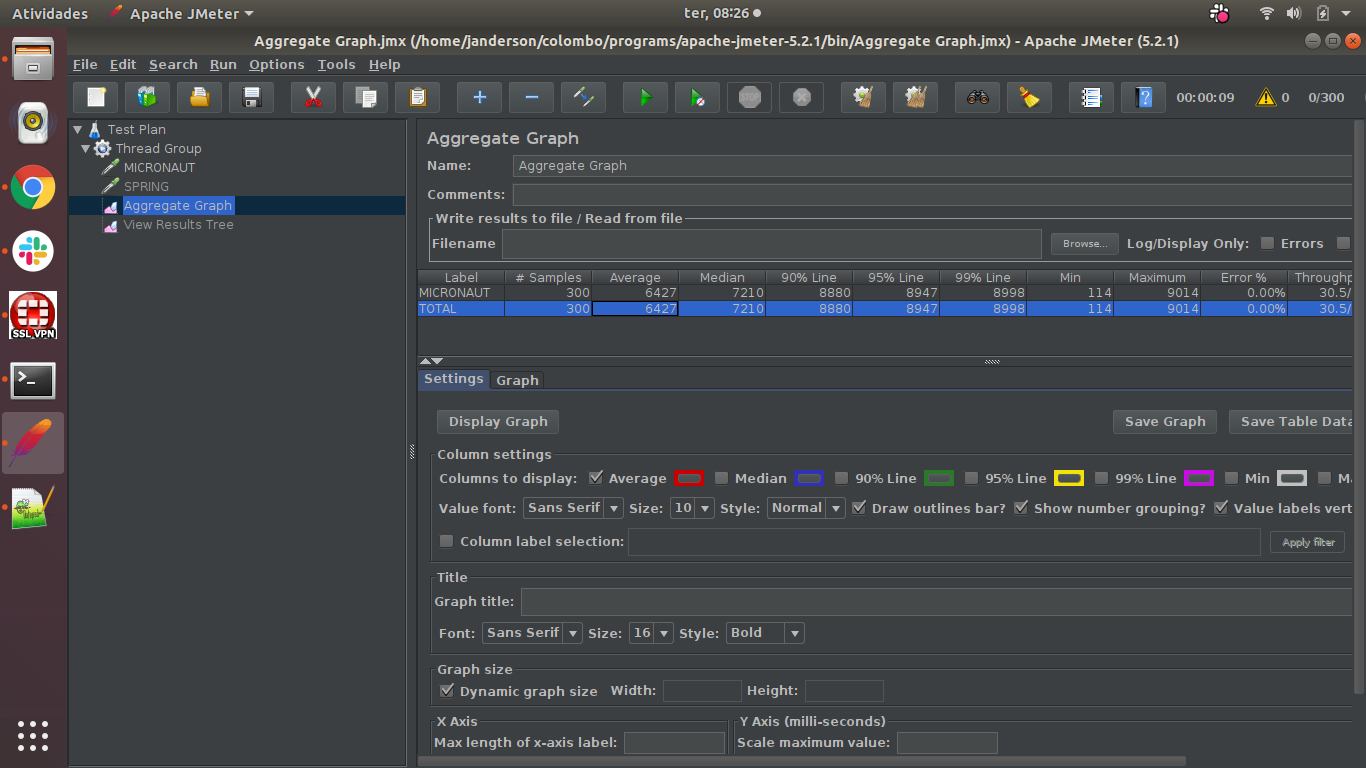 Atividades Apache JMeter ter, 08:26
Aggregate Graph.jmx (/home/janderson/colombo/programs/apache-jmeter-5.2.1/bin/Aggregate Graph.jmx) - Apache JMeter (5.2.1)
File Edit Search Run Options Tools Help
STOP 00:00:09 0 0/300
Test Plan
Thread Group
MICRONAUT
SPRING
Aggregate Graph
View Results Tree
SSL VPN
Aggregate Graph
Name: Aggregate Graph
Comments:
Write results to file / Read from file
Filename Browse... Log/Display Only: Errors
Label # Samples Average Median 90% Line 95% Line 99% Line Min Maximum Error % Throughp
MICRONAUT 300 6427 7210 8880 8947 8998 114 9014 0.00% 30.5/
TOTAL 300 6427 7210 8880 8947 8998 114 9014 0.00% 30.5/
Settings Graph
Display Graph Save Graph Save Table Data
Column settings
Columns to display: Average Median 90% Line 95% Line 99% Line Min Ma
Value font: Sans Serif Size: 10 Style: Normal Draw outlines bar? Show number grouping? Value labels vert
Column label selection: Apply filter
Title
Graph title:
Font: Sans Serif Size: 16 Style: Bold
Graph size
Dynamic graph size Width: Height:
X Axis
Max length of x-axis label:
Y Axis (milli-seconds)
Scale maximum value: